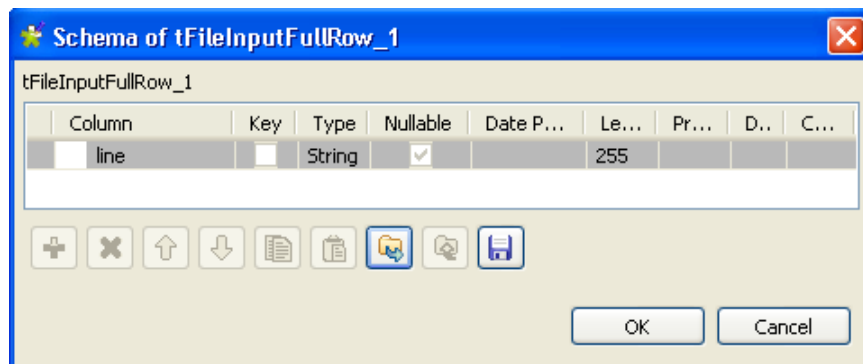 Schema of tFileInputFullRow_1
tFileInputFullRow_1
Column Key Type Nullable Date P... Le... Pr... D.. C...
line String 255
OK Cancel